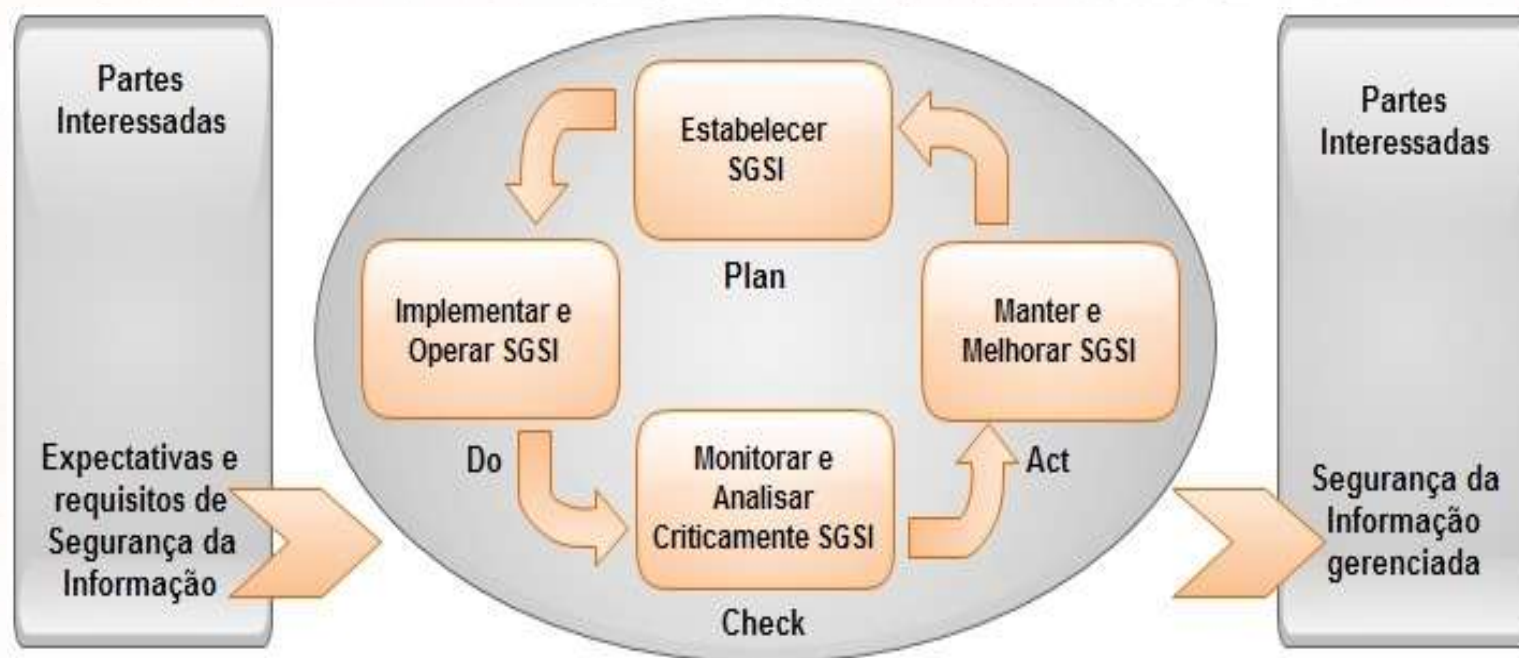 Partes
Interessadas
Expectativas e
requisitos de
Segurança da
Informação
Estabelecer
SGSI
Plan
Implementar e
Operar SGSI
Do
Monitorar e
Analisar
Criticamente SGSI
Check
Manter e
Melhorar SGSI
Act
Partes
Interessadas
Segurança da
Informação
gerenciada